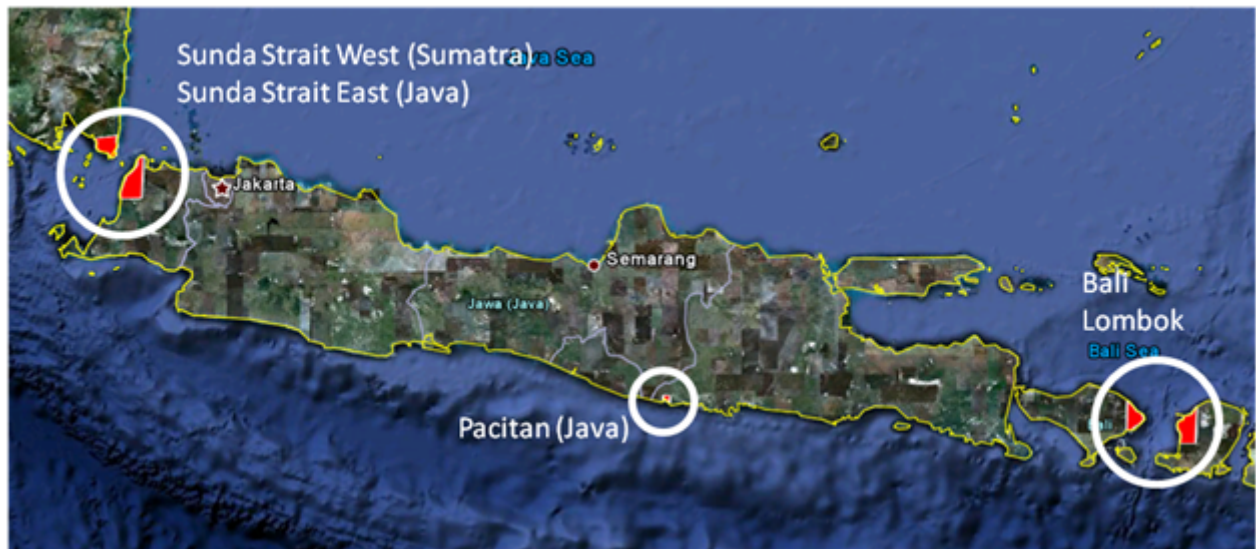 Sunda Strait West (Sumatra)
Java Sea
Sunda Strait East (Java)
Jakarta
Semarang
Jawa (Java)
Bali
Lombok
Bali Sea
Pacitan (Java)
Bali